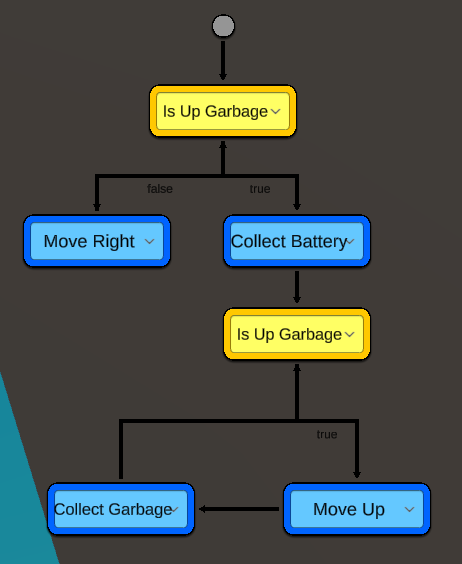 Is Up Garbage
false
true
Move Right
Collect Battery
Is Up Garbage
true
Collect Garbage
Move Up